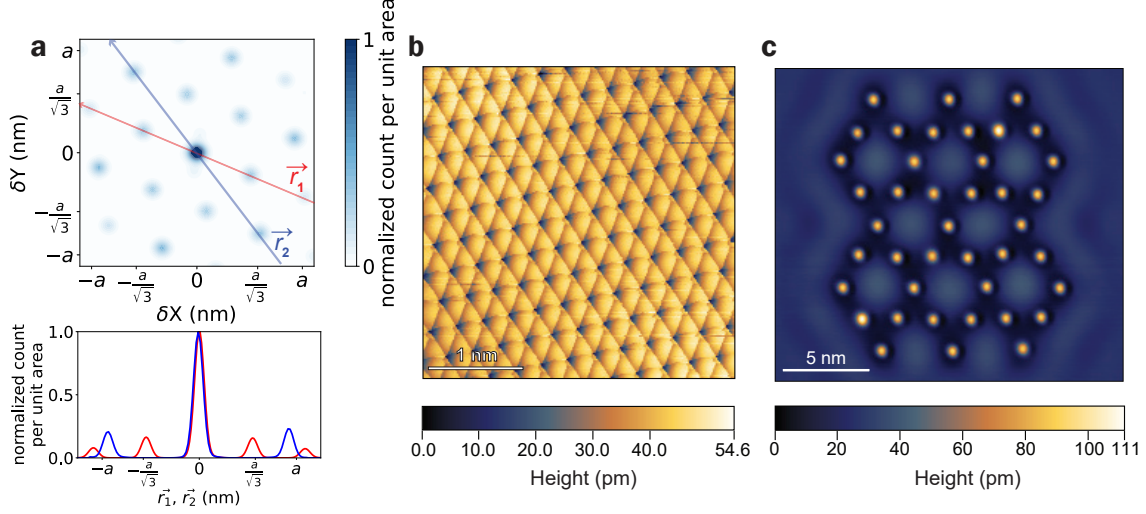 a
b
c
a
a/√3
0
-a/√3
-a
δY (nm)
-a
-a/√3
0
a/√3
a
δX (nm)
r₁
r₂
1
0
normalized count per unit area
1.0
0.5
0.0
normalized count
per unit area
-a
-a/√3
0
a/√3
a
r₁, r₂ (nm)
1 nm
0.0 10.0 20.0 30.0 40.0 54.6
Height (pm)
5 nm
0 20 40 60 80 100 111
Height (pm)